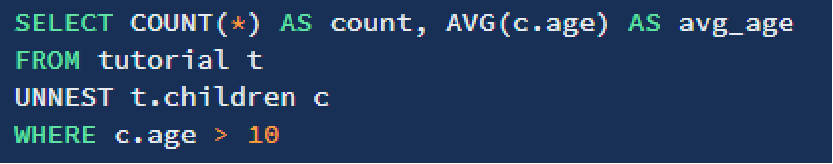 SELECT COUNT(*) AS count, AVG(c.age) AS avg_age
FROM tutorial t
UNNEST t.children c
WHERE c.age > 10